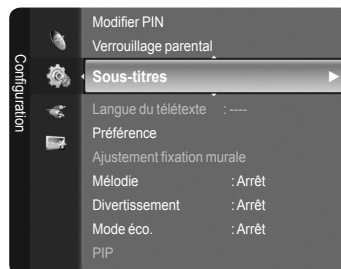 Configuration
Modifier PIN
Verrouillage parental
Sous-titres
Langue du télétexte : ----
Préférence
Ajustement fixation murale
Mélodie : Arrêt
Divertissement : Arrêt
Mode éco. : Arrêt
PIP